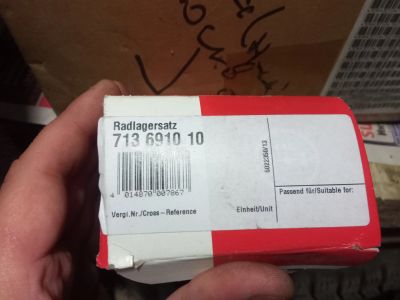 Radlagersatz
713 6910 10
4 014870 007867
Vergl.Nr./Cross-Reference
Einheit/Unit
Passend für/Suitable for: